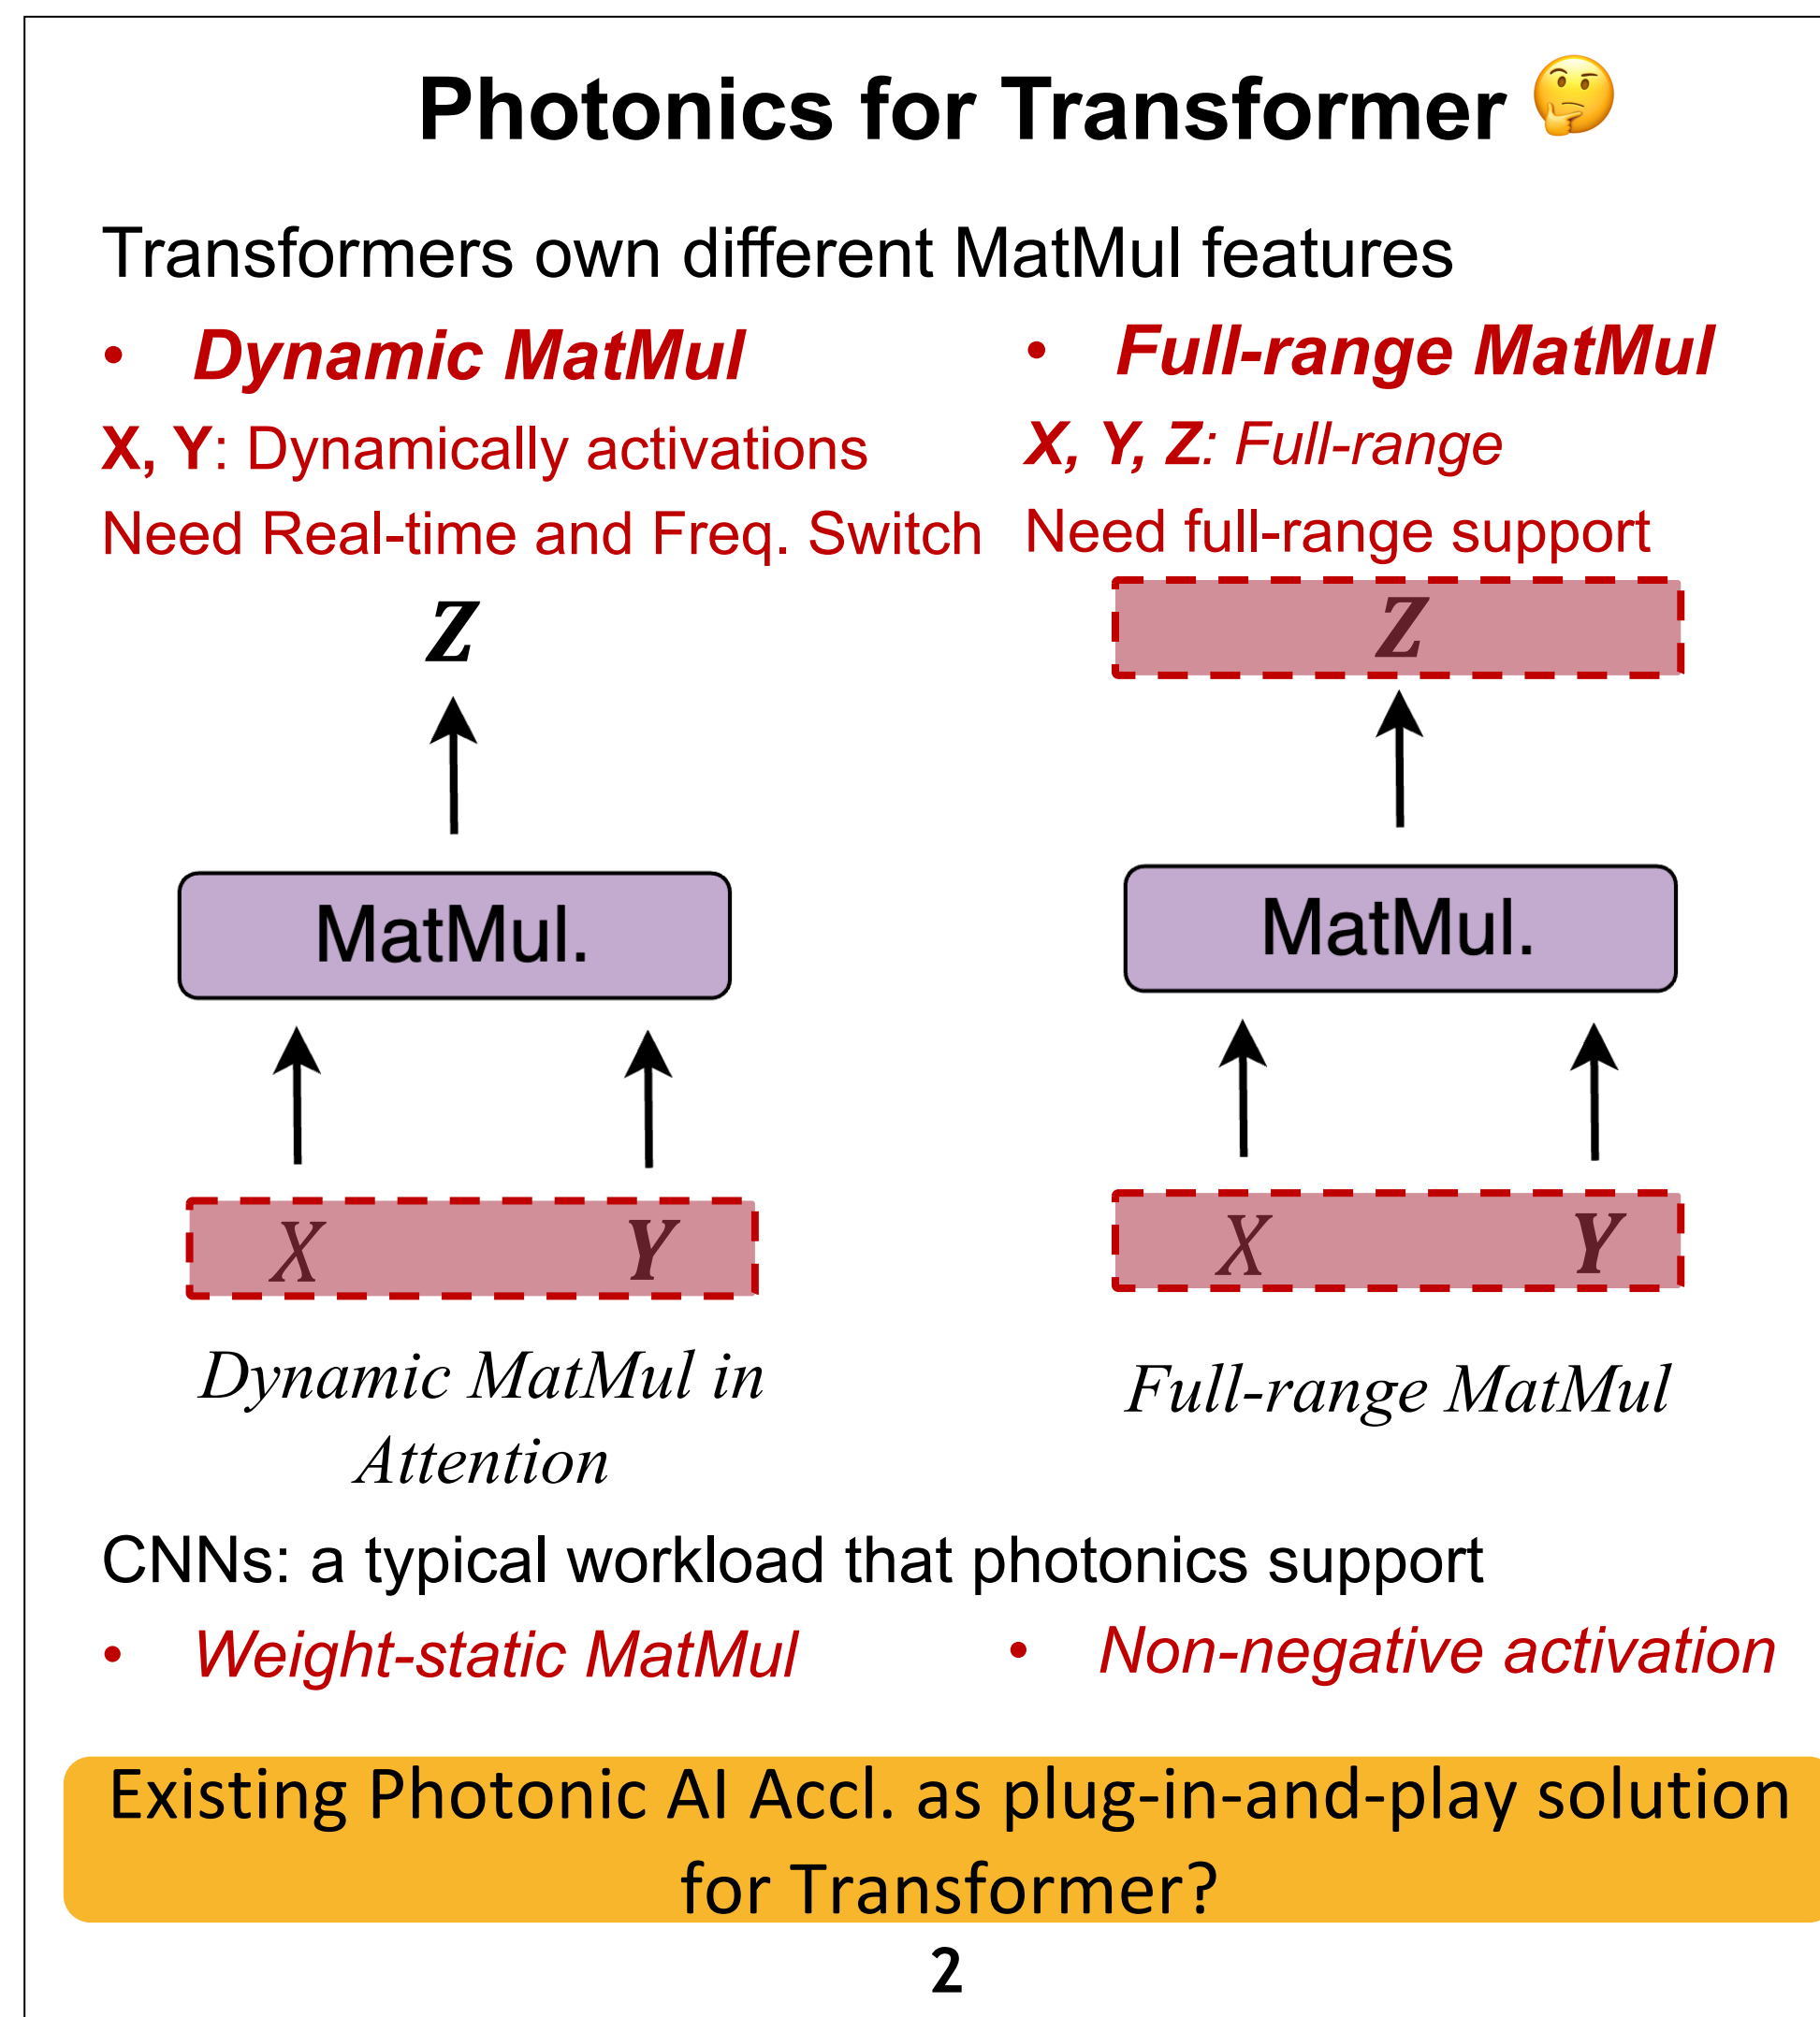 Photonics for Transformer 🤔
Transformers own different MatMul features
• Dynamic MatMul
X, Y: Dynamically activations
Need Real-time and Freq. Switch
Z
MatMul.
X Y
Dynamic MatMul in
Attention
• Full-range MatMul
X, Y, Z: Full-range
Need full-range support
Z
MatMul.
X Y
Full-range MatMul
CNNs: a typical workload that photonics support
• Weight-static MatMul
• Non-negative activation
Existing Photonic AI Accl. as plug-in-and-play solution
for Transformer?
2